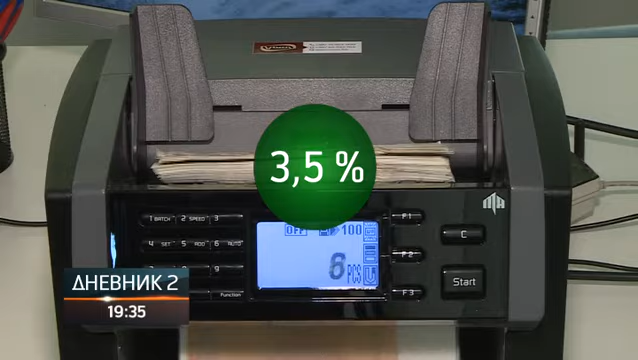 3,5 %
OFF 100
1 BATCH 2 SPEED 3
4 SET 5 ADD 6 AUTO
9
Function
F1
F2
F3
C
Start
6 PCS
ДНЕВНИК 2
19:35